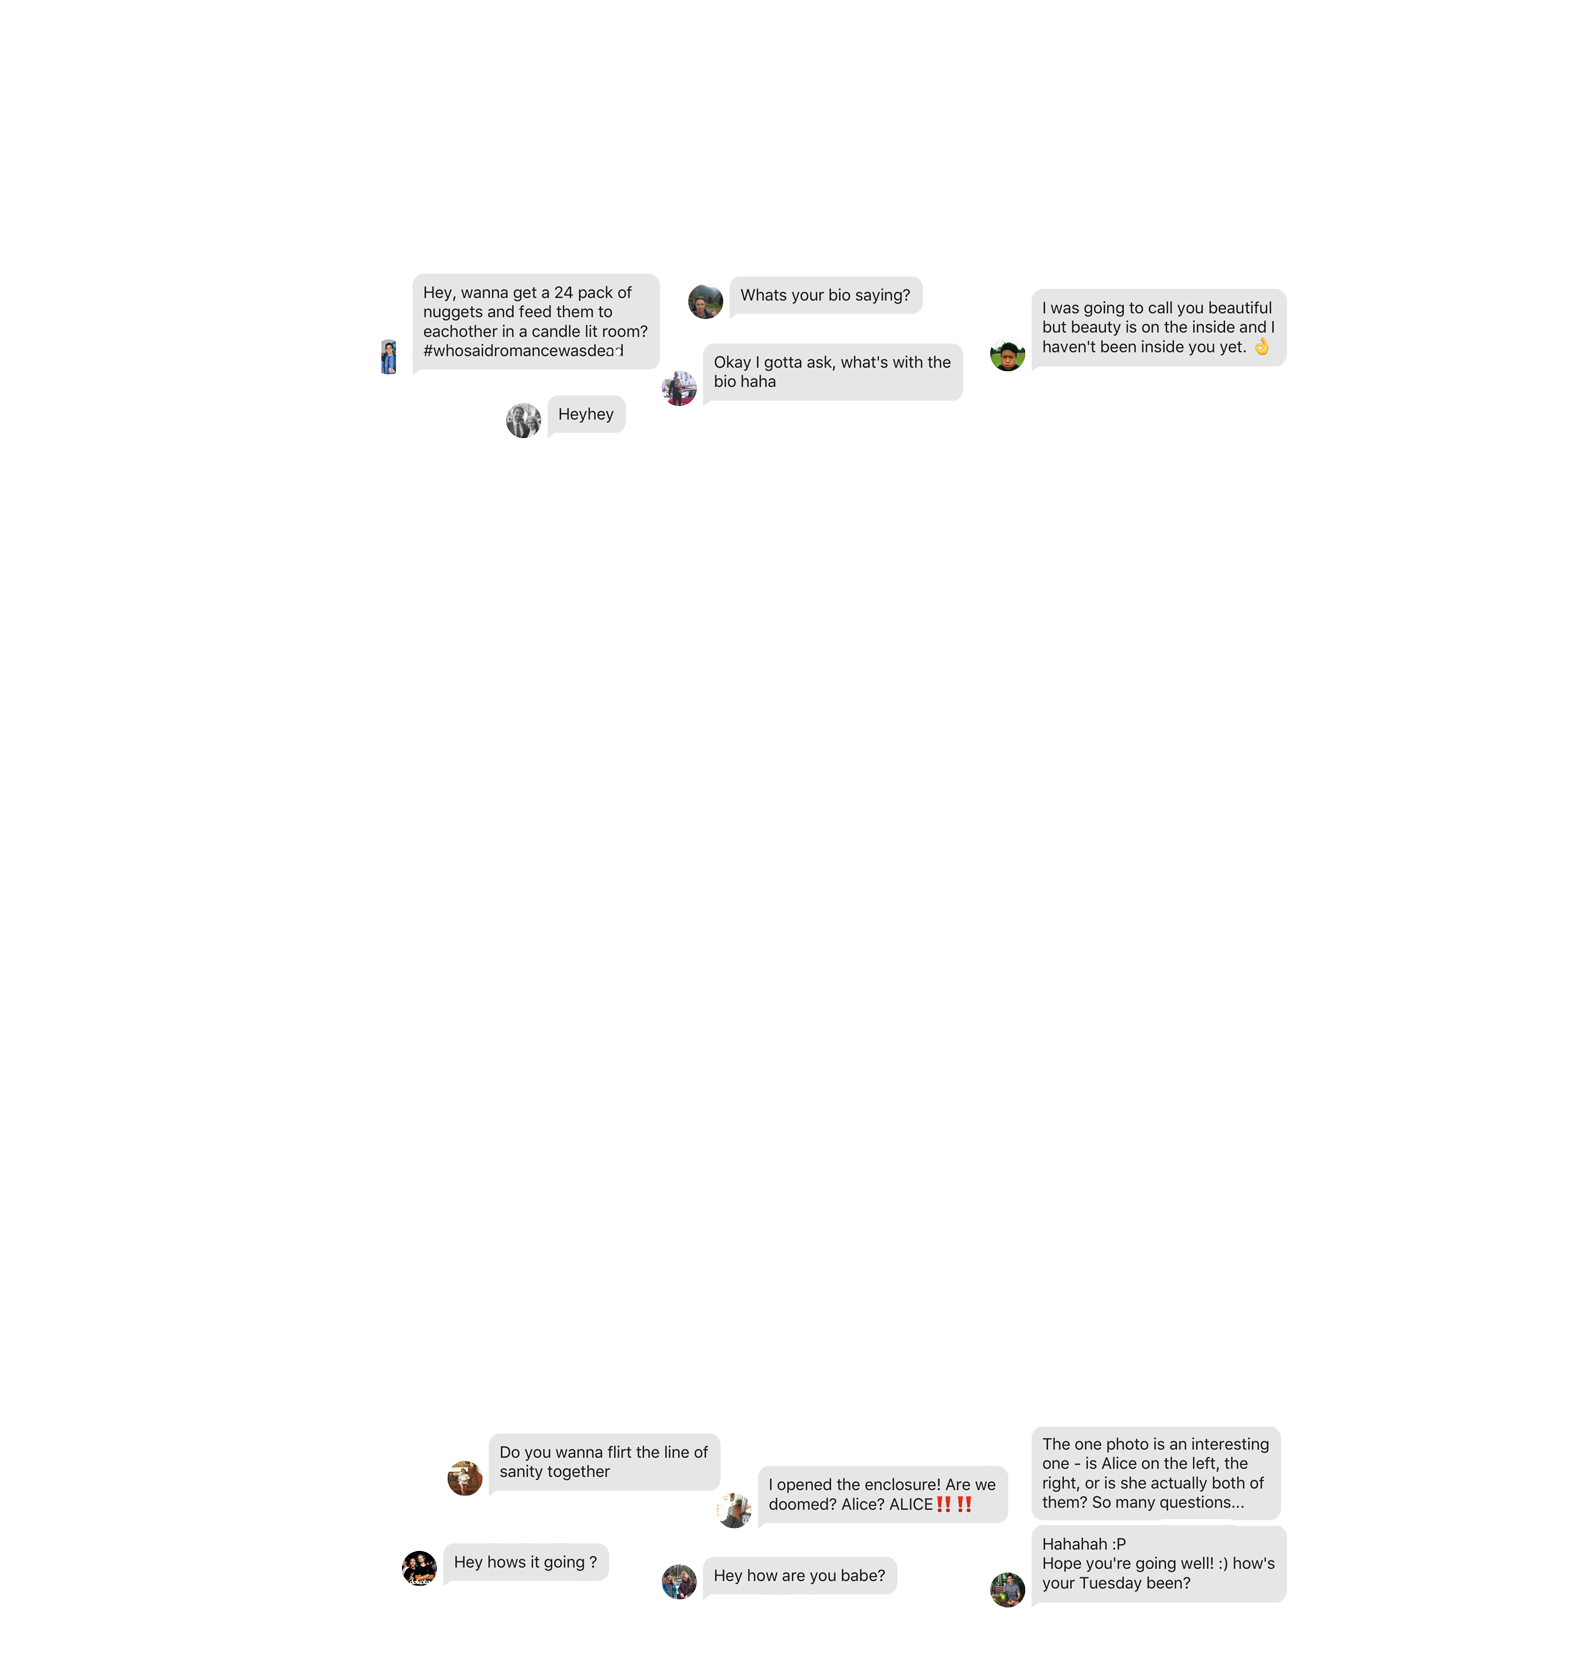 Hey, wanna get a 24 pack of
nuggets and feed them to
eachother in a candle lit room?
#whosaidromancewasdead
Heyhey
Whats your bio saying?
Okay I gotta ask, what's with the
bio haha
I was going to call you beautiful
but beauty is on the inside and I
haven't been inside you yet. 👌
Do you wanna flirt the line of
sanity together
Hey hows it going ?
I opened the enclosure! Are we
doomed? Alice? ALICE‼️‼️
Hey how are you babe?
The one photo is an interesting
one - is Alice on the left, the
right, or is she actually both of
them? So many questions...
Hahahah :P
Hope you're going well! :) how's
your Tuesday been?